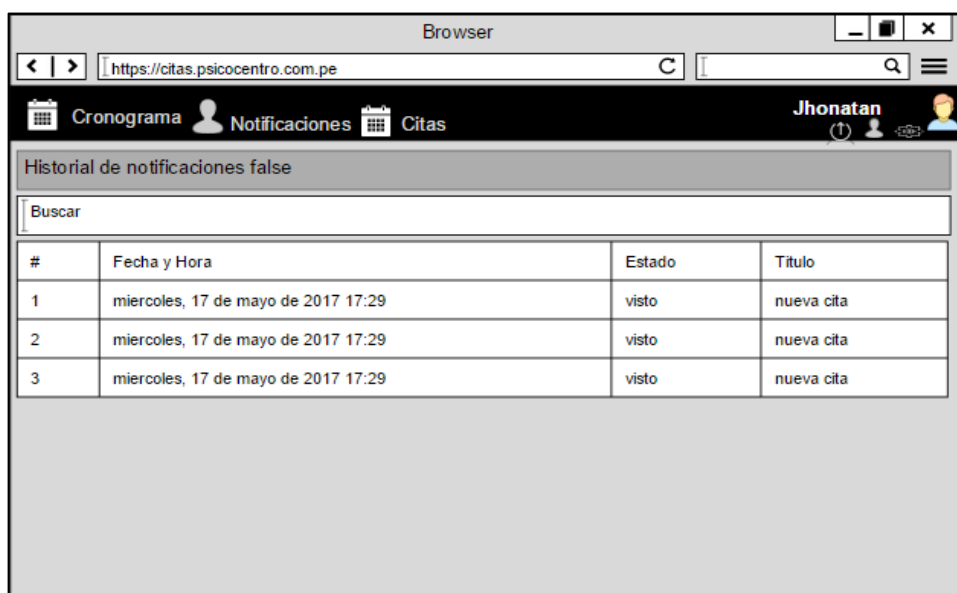 Browser
https://citas.psicocentro.com.pe
Cronograma Notificaciones Citas Jhonatan
Historial de notificaciones false
Buscar
# Fecha y Hora Estado Titulo
1 miercoles, 17 de mayo de 2017 17:29 visto nueva cita
2 miercoles, 17 de mayo de 2017 17:29 visto nueva cita
3 miercoles, 17 de mayo de 2017 17:29 visto nueva cita